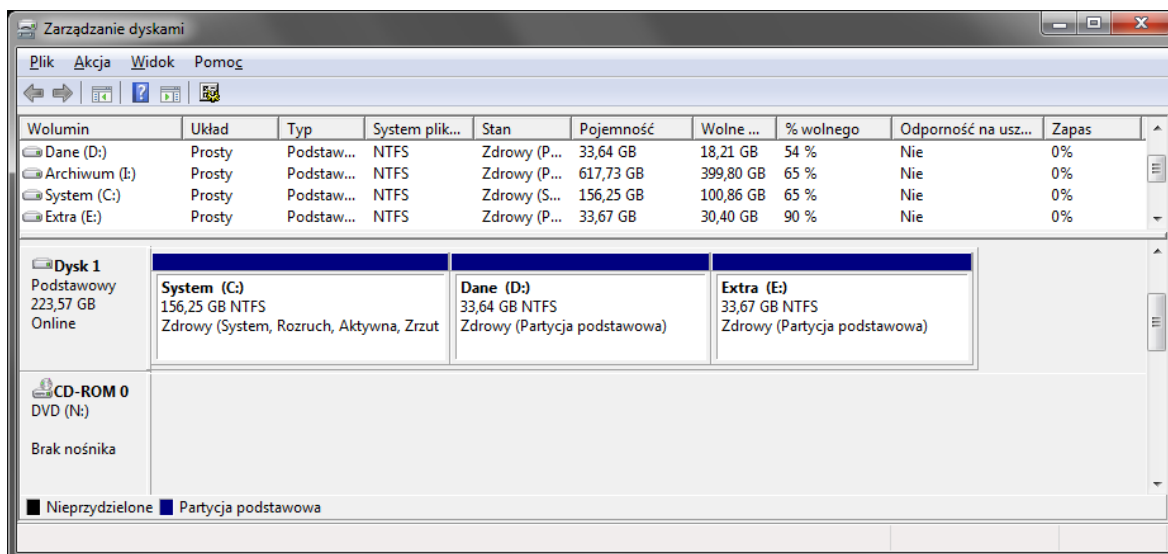 Zarządzanie dyskami
Plik Akcja Widok Pomoc
Wolumin Układ Typ System plik... Stan Pojemność Wolne ... % wolnego Odporność na usz... Zapas
Dane (D:) Prosty Podstaw... NTFS Zdrowy (P... 33,64 GB 18,21 GB 54 % Nie 0%
Archiwum (I:) Prosty Podstaw... NTFS Zdrowy (P... 617,73 GB 399,80 GB 65 % Nie 0%
System (C:) Prosty Podstaw... NTFS Zdrowy (S... 156,25 GB 100,86 GB 65 % Nie 0%
Extra (E:) Prosty Podstaw... NTFS Zdrowy (P... 33,67 GB 30,40 GB 90 % Nie 0%
Dysk 1
Podstawowy
223,57 GB
Online
System (C:)
156,25 GB NTFS
Zdrowy (System, Rozruch, Aktywna, Zrzut
Dane (D:)
33,64 GB NTFS
Zdrowy (Partycja podstawowa)
Extra (E:)
33,67 GB NTFS
Zdrowy (Partycja podstawowa)
CD-ROM 0
DVD (N:)
Brak nośnika
Nieprzydzielone Partycja podstawowa